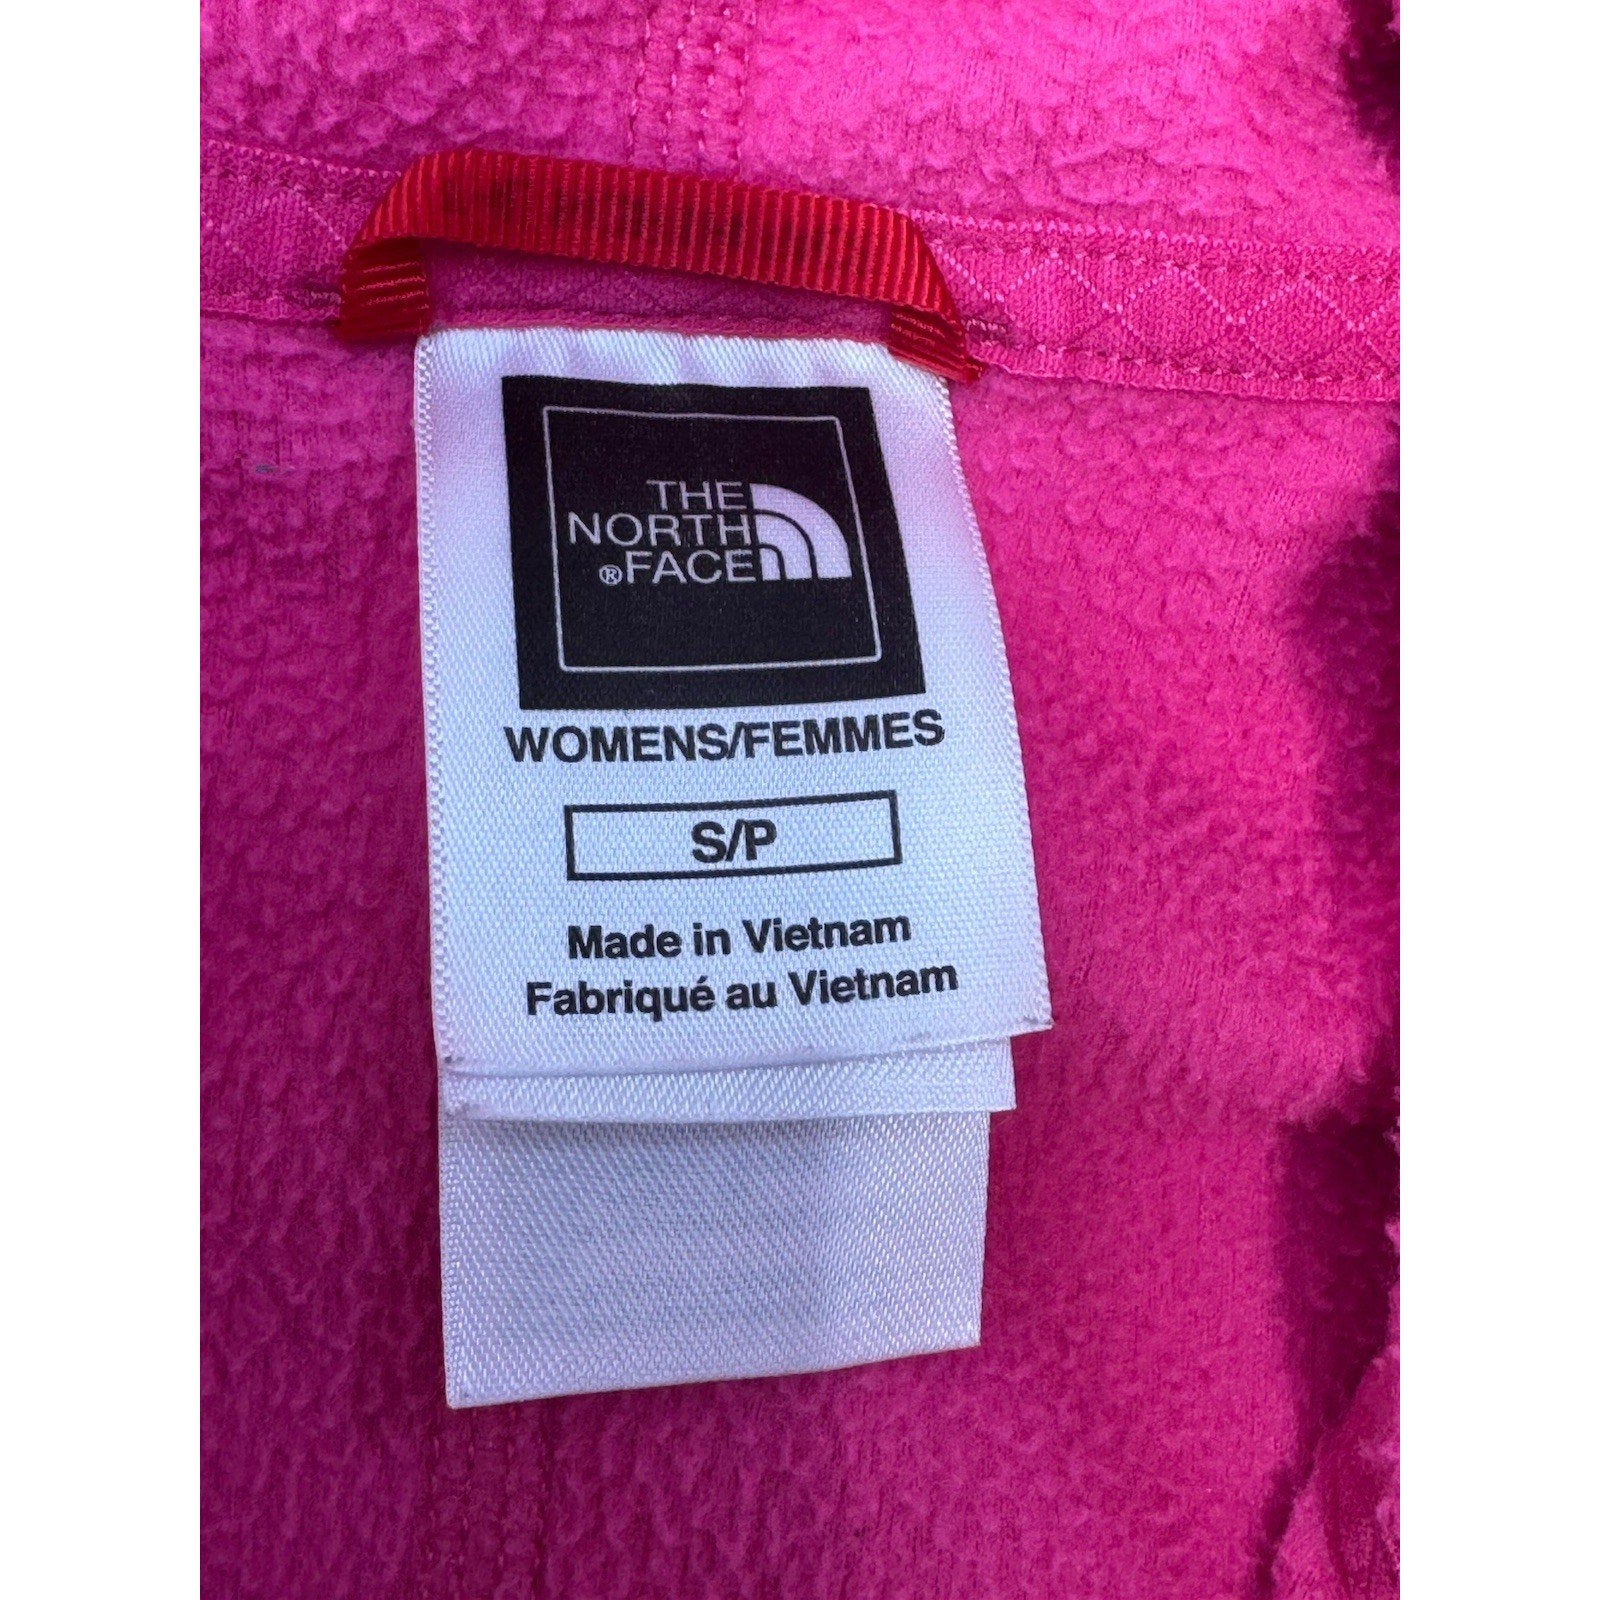 THE
NORTH
®FACE
WOMENS/FEMMES
S/P
Made in Vietnam
Fabriqué au Vietnam